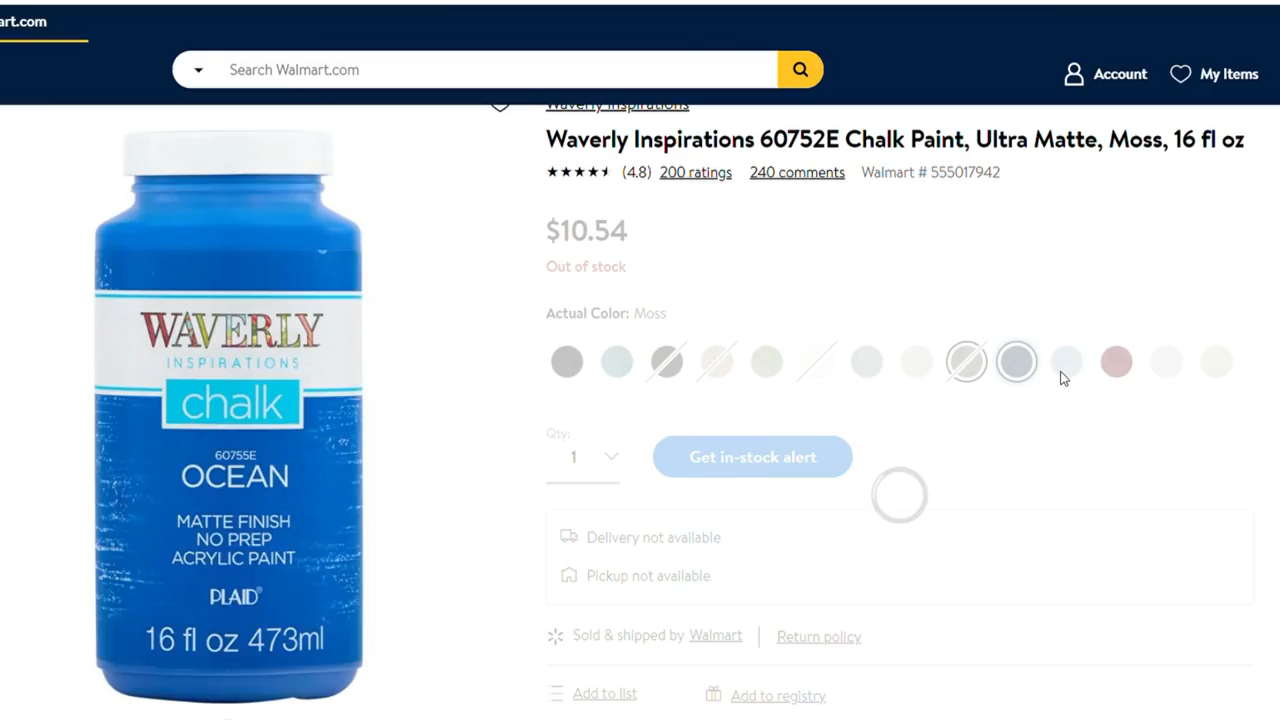 art.com
Search Walmart.com
Account
My Items
Waverly Inspirations
Waverly Inspirations 60752E Chalk Paint, Ultra Matte, Moss, 16 fl oz
(4.8) 200 ratings 240 comments Walmart # 555017942
$10.54
Out of stock
Actual Color: Moss
Qty:
1
Get in-stock alert
Delivery not available
Pickup not available
Sold & shipped by Walmart
Return policy
Add to list
Add to registry
WAVERLY
INSPIRATIONS
chalk
60755E
OCEAN
MATTE FINISH
NO PREP
ACRYLIC PAINT
PLAID®
16 fl oz 473ml